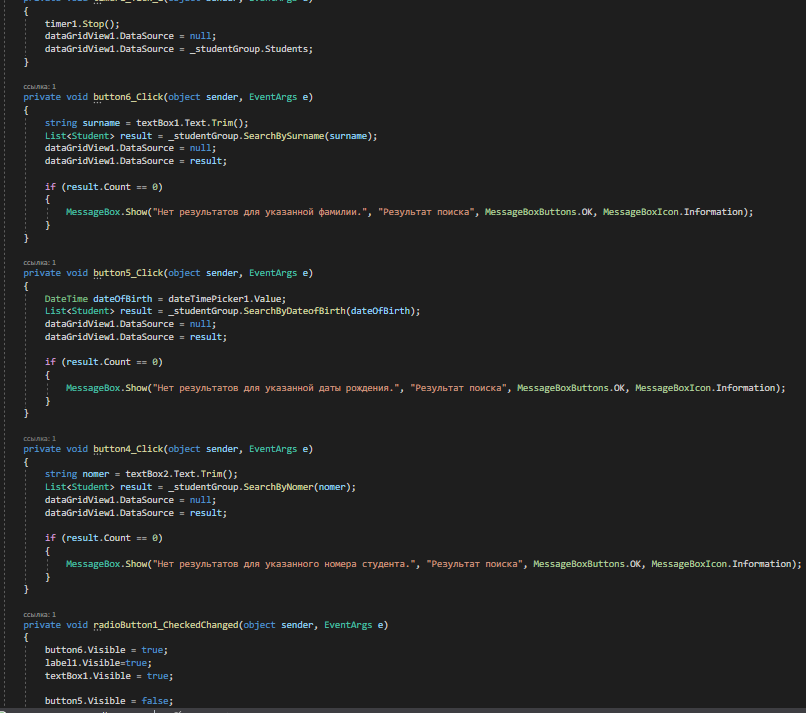 {
timer1.Stop();
dataGridView1.DataSource = null;
dataGridView1.DataSource = _studentGroup.Students;
}
ссылка: 1
private void button6_Click(object sender, EventArgs e)
{
string surname = textBox1.Text.Trim();
List<Student> result = _studentGroup.SearchBySurname(surname);
dataGridView1.DataSource = null;
dataGridView1.DataSource = result;
if (result.Count == 0)
{
MessageBox.Show("Нет результатов для указанной фамилии.", "Результат поиска", MessageBoxButtons.OK, MessageBoxIcon.Information);
}
}
ссылка: 1
private void button5_Click(object sender, EventArgs e)
{
DateTime dateOfBirth = dateTimePicker1.Value;
List<Student> result = _studentGroup.SearchByDateofBirth(dateOfBirth);
dataGridView1.DataSource = null;
dataGridView1.DataSource = result;
if (result.Count == 0)
{
MessageBox.Show("Нет результатов для указанной даты рождения.", "Результат поиска", MessageBoxButtons.OK, MessageBoxIcon.Information);
}
}
ссылка: 1
private void button4_Click(object sender, EventArgs e)
{
string nomer = textBox2.Text.Trim();
List<Student> result = _studentGroup.SearchByNomer(nomer);
dataGridView1.DataSource = null;
dataGridView1.DataSource = result;
if (result.Count == 0)
{
MessageBox.Show("Нет результатов для указанного номера студента.", "Результат поиска", MessageBoxButtons.OK, MessageBoxIcon.Information);
}
}
ссылка: 1
private void radioButton1_CheckedChanged(object sender, EventArgs e)
{
button6.Visible = true;
label1.Visible=true;
textBox1.Visible = true;
button5.Visible = false;